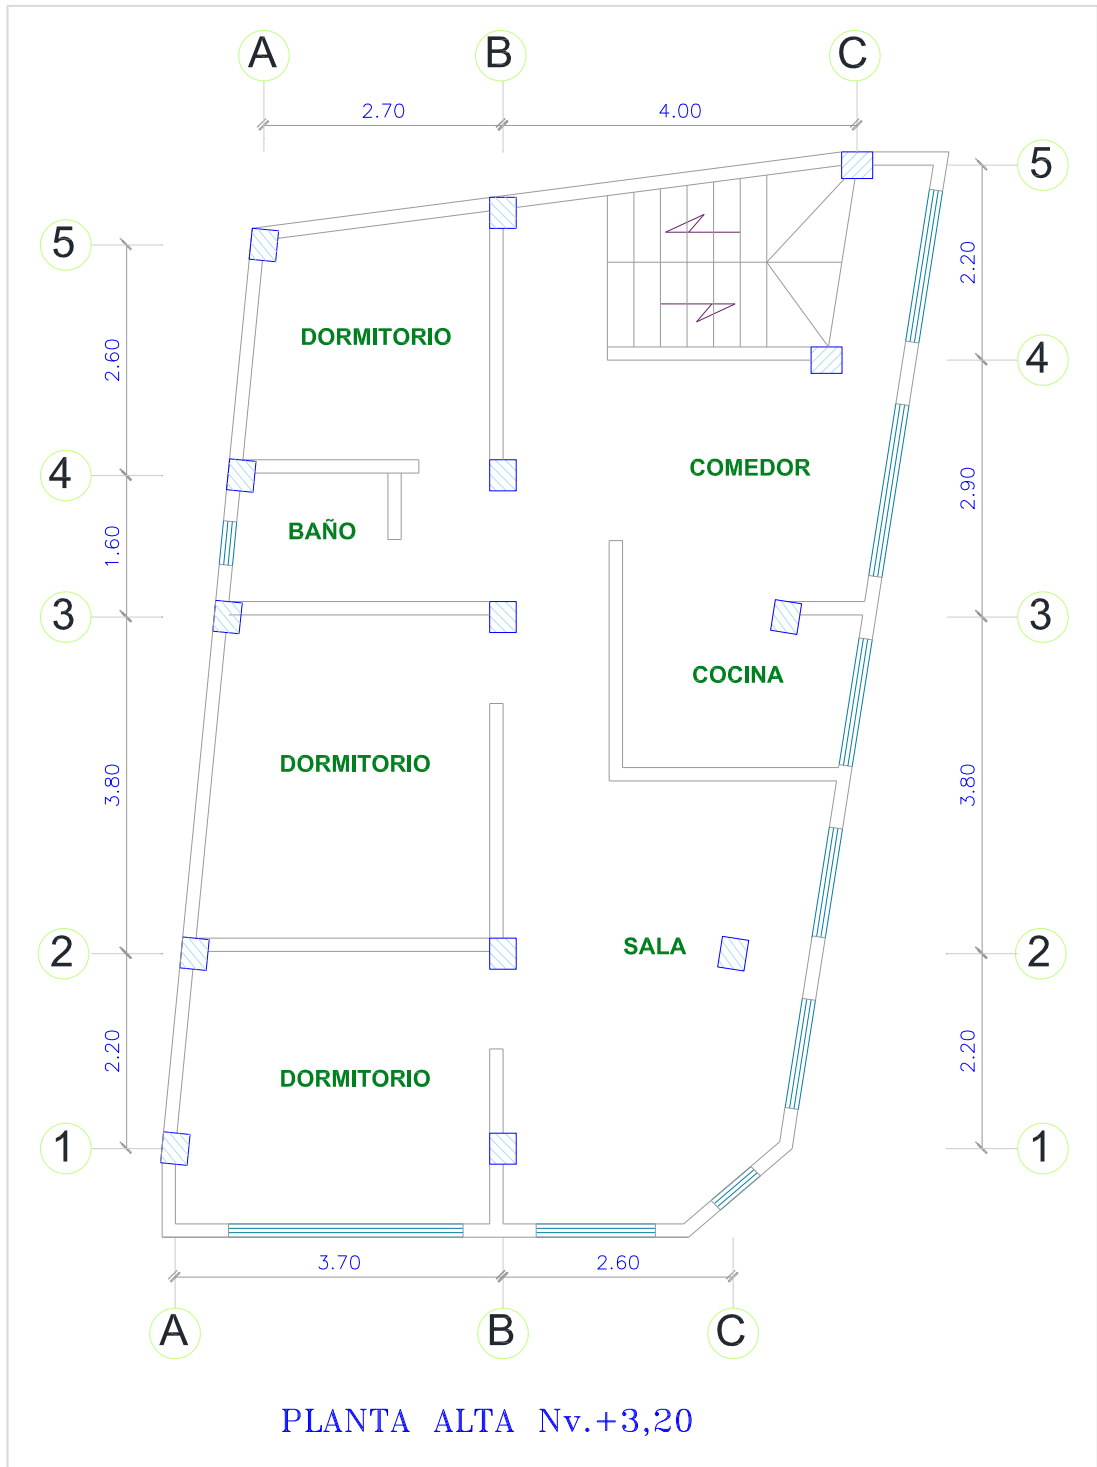 A B C
2.70 4.00
5 5
2.20
DORMITORIO
2.60
4
4
COMEDOR
2.90
BAÑO
1.60
3 3
COCINA
DORMITORIO
3.80 3.80
SALA
2 2
2.20 2.20
DORMITORIO
1 1
3.70 2.60
A B C
PLANTA ALTA Nv.+3,20